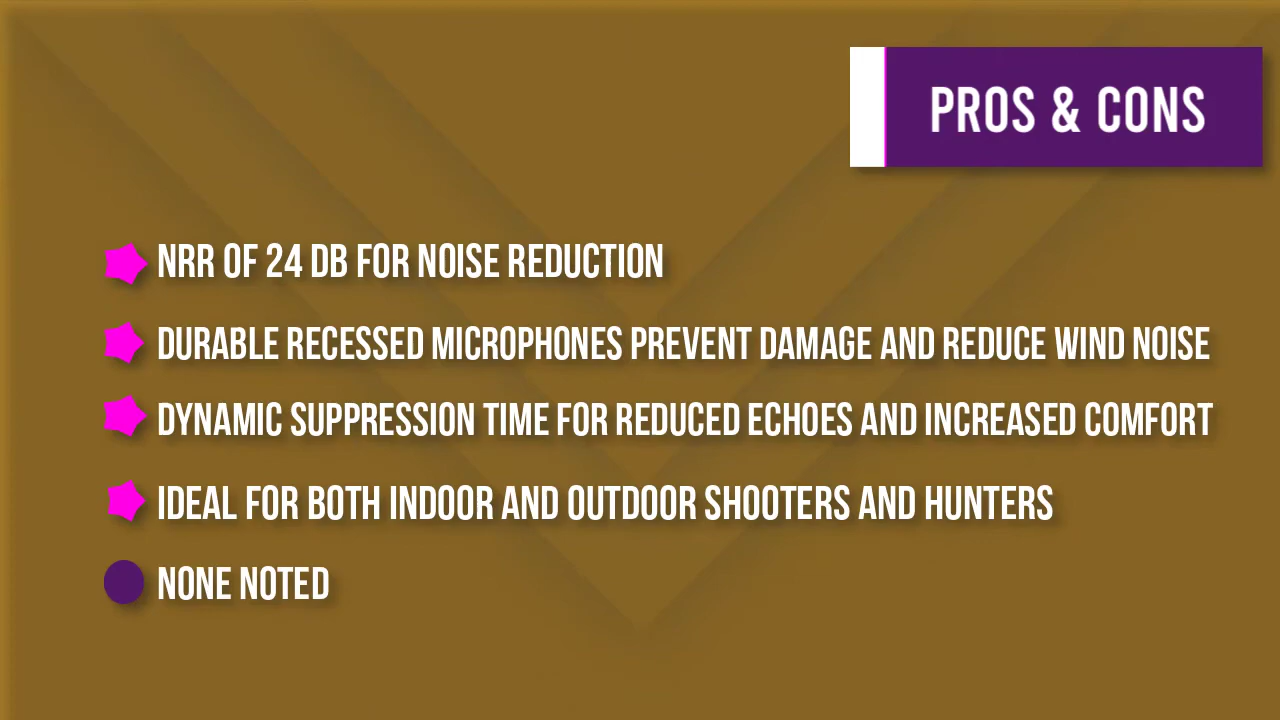 PROS & CONS
NRR OF 24 DB FOR NOISE REDUCTION
DURABLE RECESSED MICROPHONES PREVENT DAMAGE AND REDUCE WIND NOISE
DYNAMIC SUPPRESSION TIME FOR REDUCED ECHOES AND INCREASED COMFORT
IDEAL FOR BOTH INDOOR AND OUTDOOR SHOOTERS AND HUNTERS
NONE NOTED